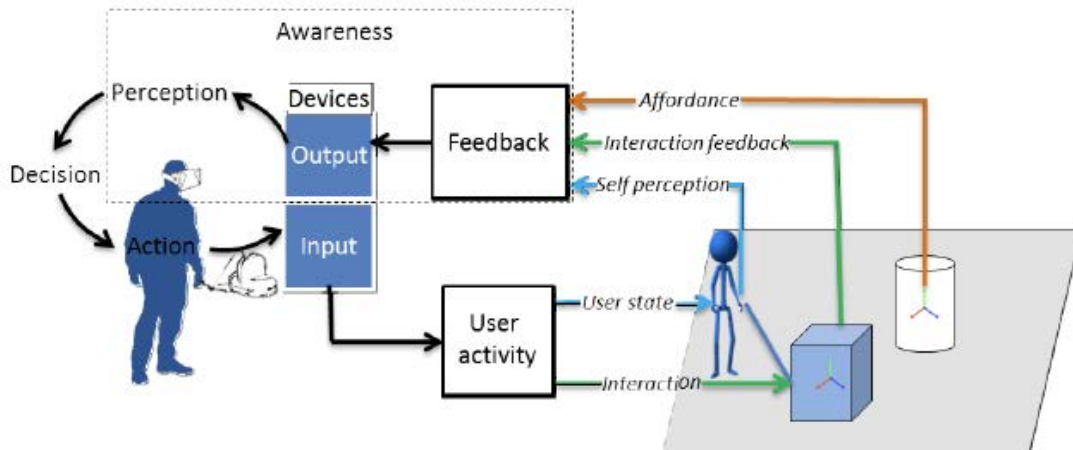 Awareness
Perception
Devices
Affordance
Output
Feedback
Interaction feedback
Decision
Self perception
Action
Input
User state
User
activity
Interaction